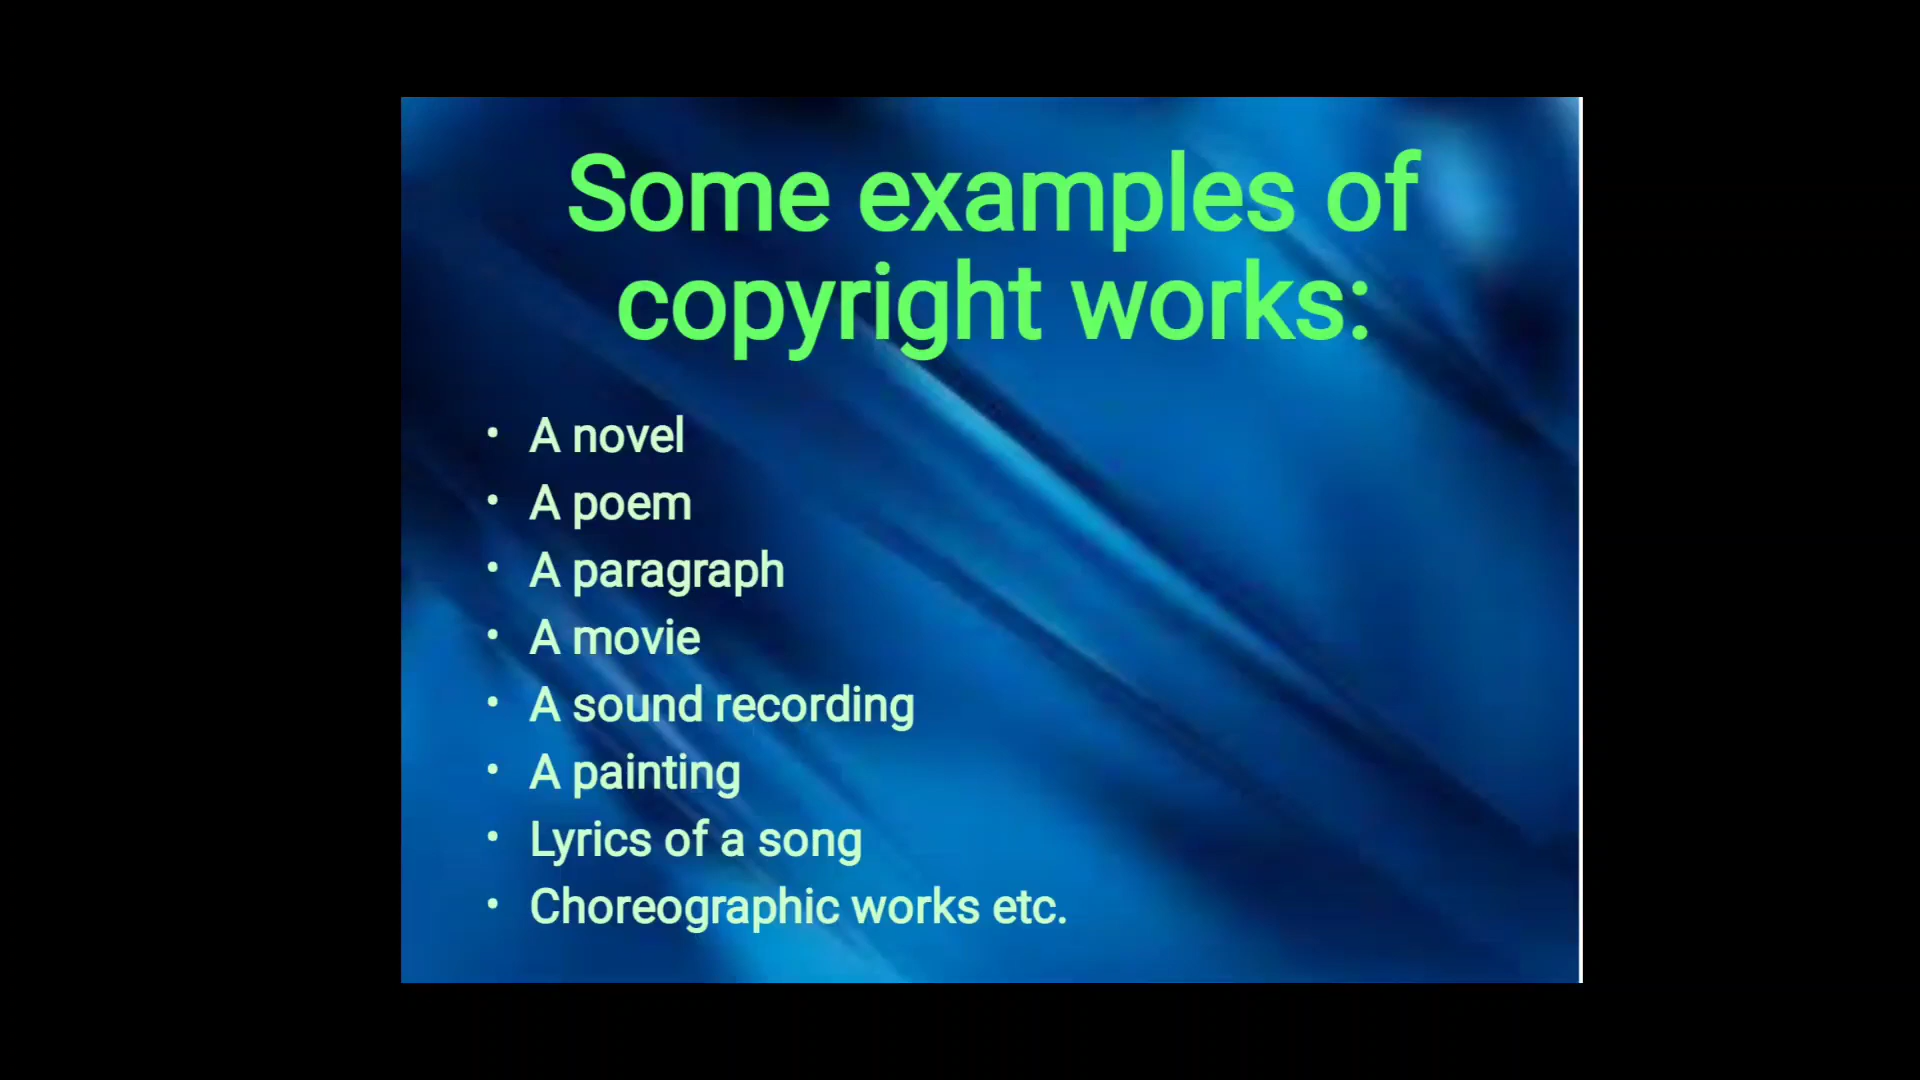 Some examples of
copyright works:
• A novel
• A poem
• A paragraph
• A movie
• A sound recording
• A painting
• Lyrics of a song
• Choreographic works etc.